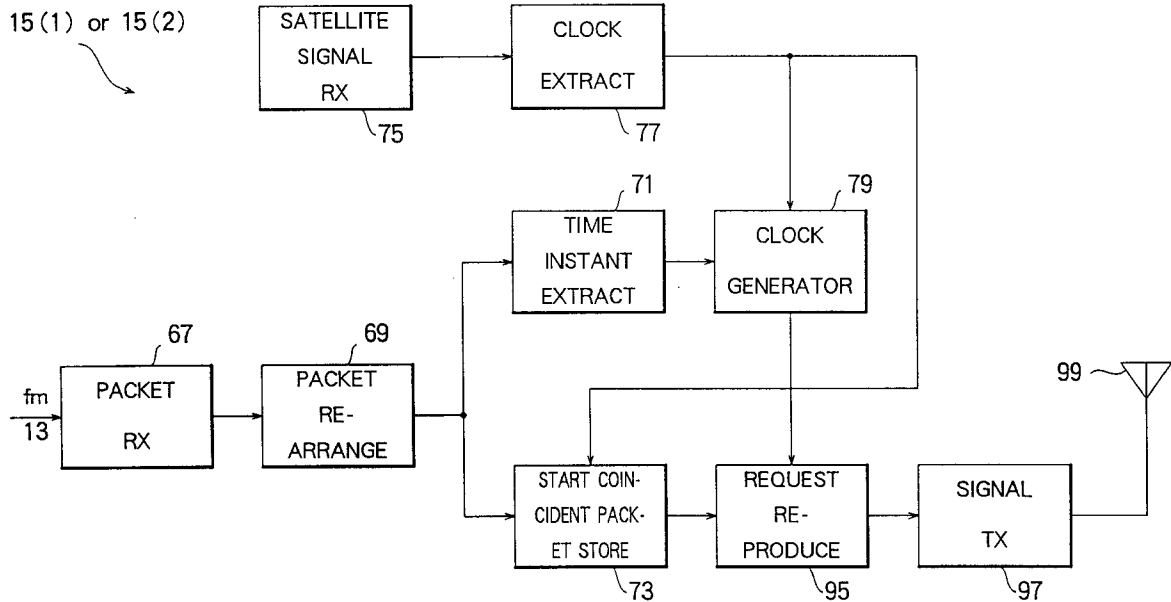 15(1) or 15(2)
SATELLITE
SIGNAL
RX
75
CLOCK
EXTRACT
77
71
TIME
INSTANT
EXTRACT
79
CLOCK
GENERATOR
fm
13
67
PACKET
RX
69
PACKET
RE-
ARRANGE
START COIN-
CIDENT PACK-
ET STORE
73
REQUEST
RE-
PRODUCE
95
SIGNAL
TX
97
99